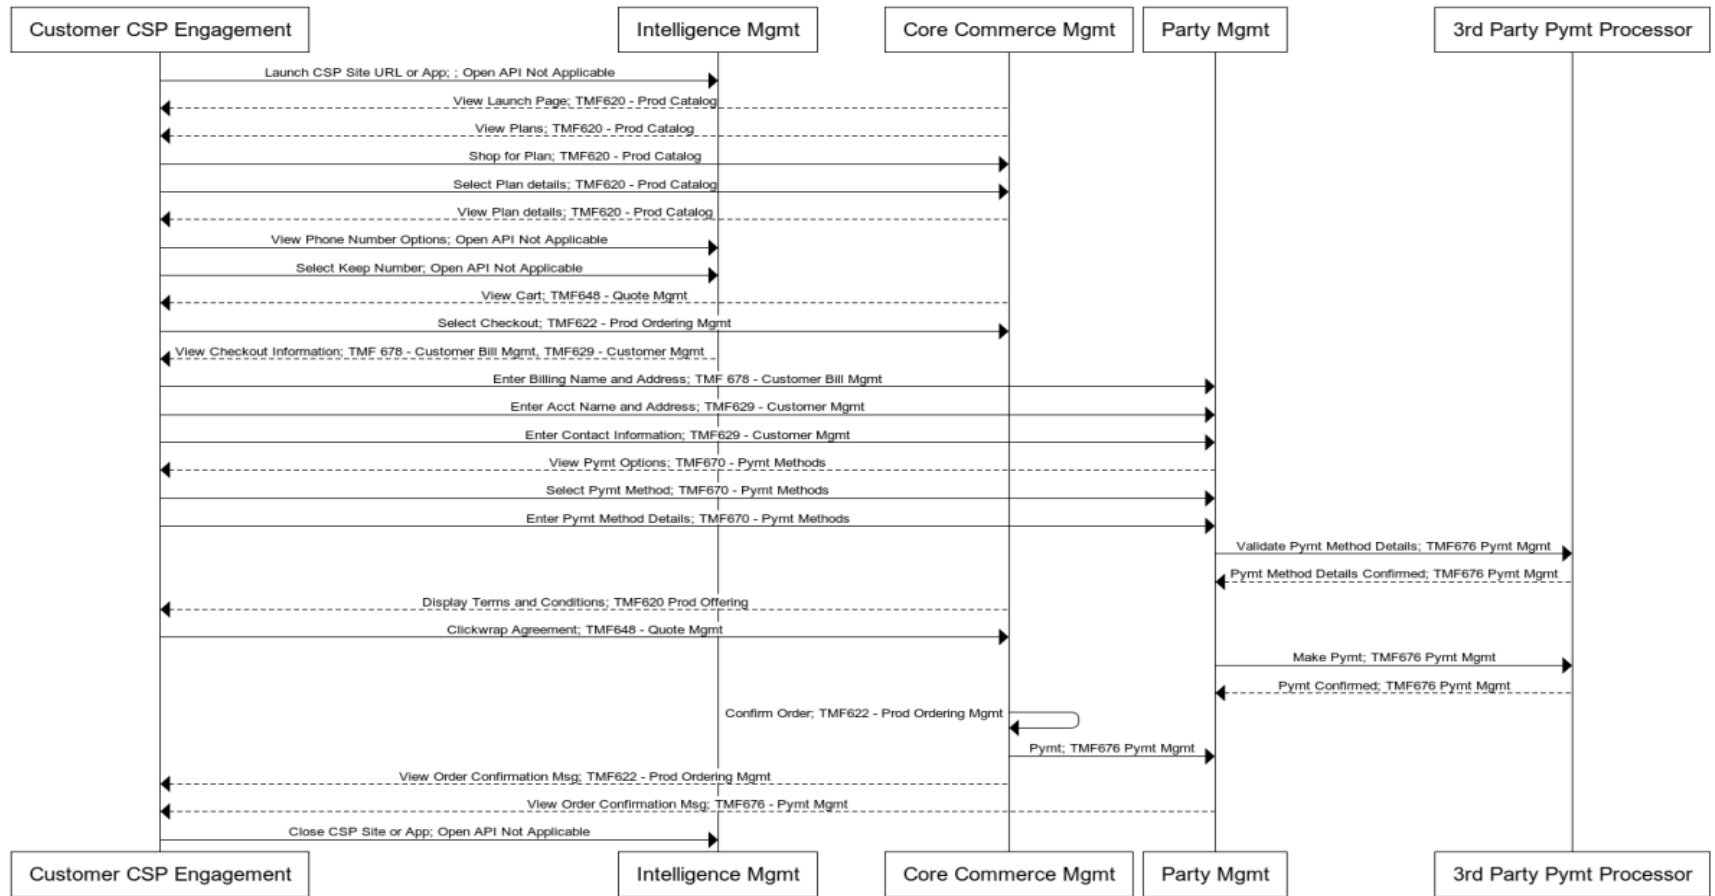 Customer CSP Engagement
Intelligence Mgmt
Core Commerce Mgmt
Party Mgmt
3rd Party Pymt Processor
Launch CSP Site URL or App; ; Open API Not Applicable
View Launch Page; TMF620 - Prod Catalog
View Plans; TMF620 - Prod Catalog
Shop for Plan; TMF620 - Prod Catalog
Select Plan details; TMF620 - Prod Catalog
View Plan details; TMF620 - Prod Catalog
View Phone Number Options; Open API Not Applicable
Select Keep Number; Open API Not Applicable
View Cart; TMF648 - Quote Mgmt
Select Checkout; TMF622 - Prod Ordering Mgmt
View Checkout Information; TMF 678 - Customer Bill Mgmt, TMF629 - Customer Mgmt
Enter Billing Name and Address; TMF 678 - Customer Bill Mgmt
Enter Acct Name and Address; TMF629 - Customer Mgmt
Enter Contact Information; TMF629 - Customer Mgmt
View Pymt Options; TMF670 - Pymt Methods
Select Pymt Method; TMF670 - Pymt Methods
Enter Pymt Method Details; TMF670 - Pymt Methods
Validate Pymt Method Details; TMF676 Pymt Mgmt
Pymt Method Details Confirmed; TMF676 Pymt Mgmt
Display Terms and Conditions; TMF620 Prod Offering
Clickwrap Agreement; TMF648 - Quote Mgmt
Make Pymt; TMF676 Pymt Mgmt
Pymt Confirmed; TMF676 Pymt Mgmt
Confirm Order; TMF622 - Prod Ordering Mgmt
Pymt; TMF676 Pymt Mgmt
View Order Confirmation Msg; TMF622 - Prod Ordering Mgmt
View Order Confirmation Msg; TMF676 - Pymt Mgmt
Close CSP Site or App; Open API Not Applicable
Customer CSP Engagement
Intelligence Mgmt
Core Commerce Mgmt
Party Mgmt
3rd Party Pymt Processor